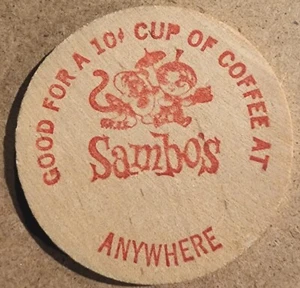 GOOD FOR A 10¢ CUP OF COFFEE AT
Sambo's
ANYWHERE